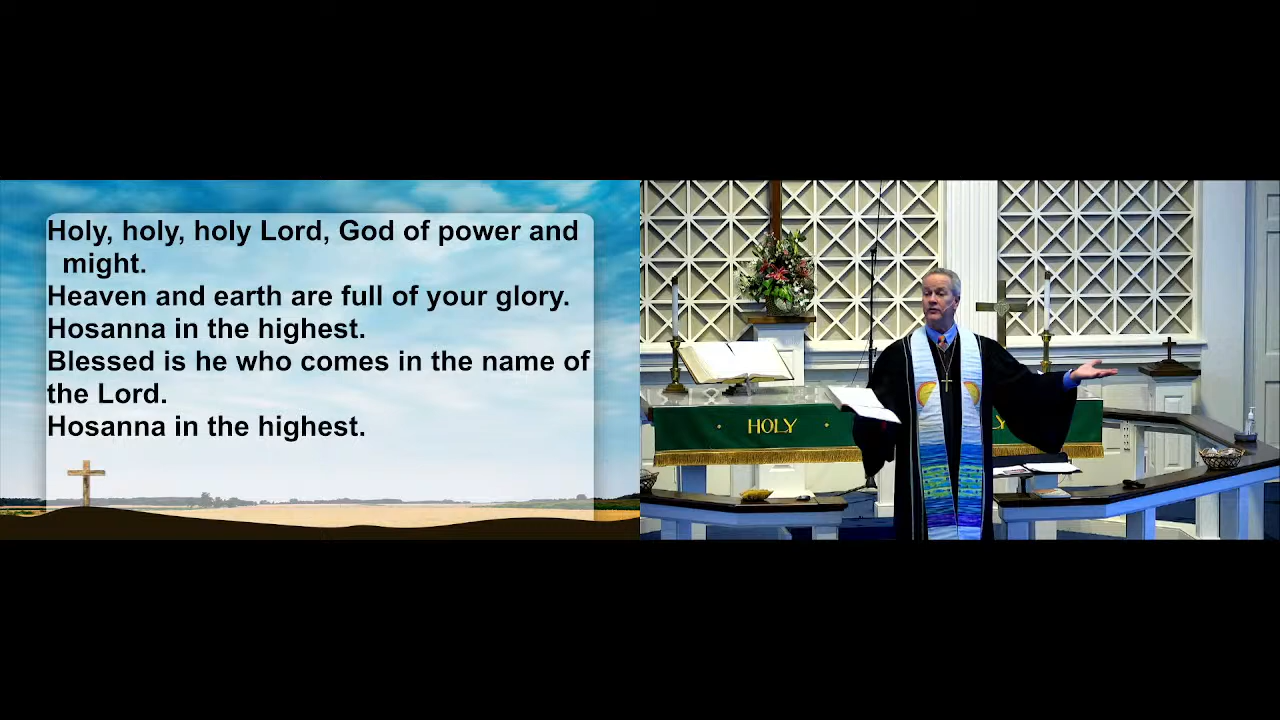 Holy, holy, holy Lord, God of power and
might.
Heaven and earth are full of your glory.
Hosanna in the highest.
Blessed is he who comes in the name of
the Lord.
Hosanna in the highest.
HOLY
LY